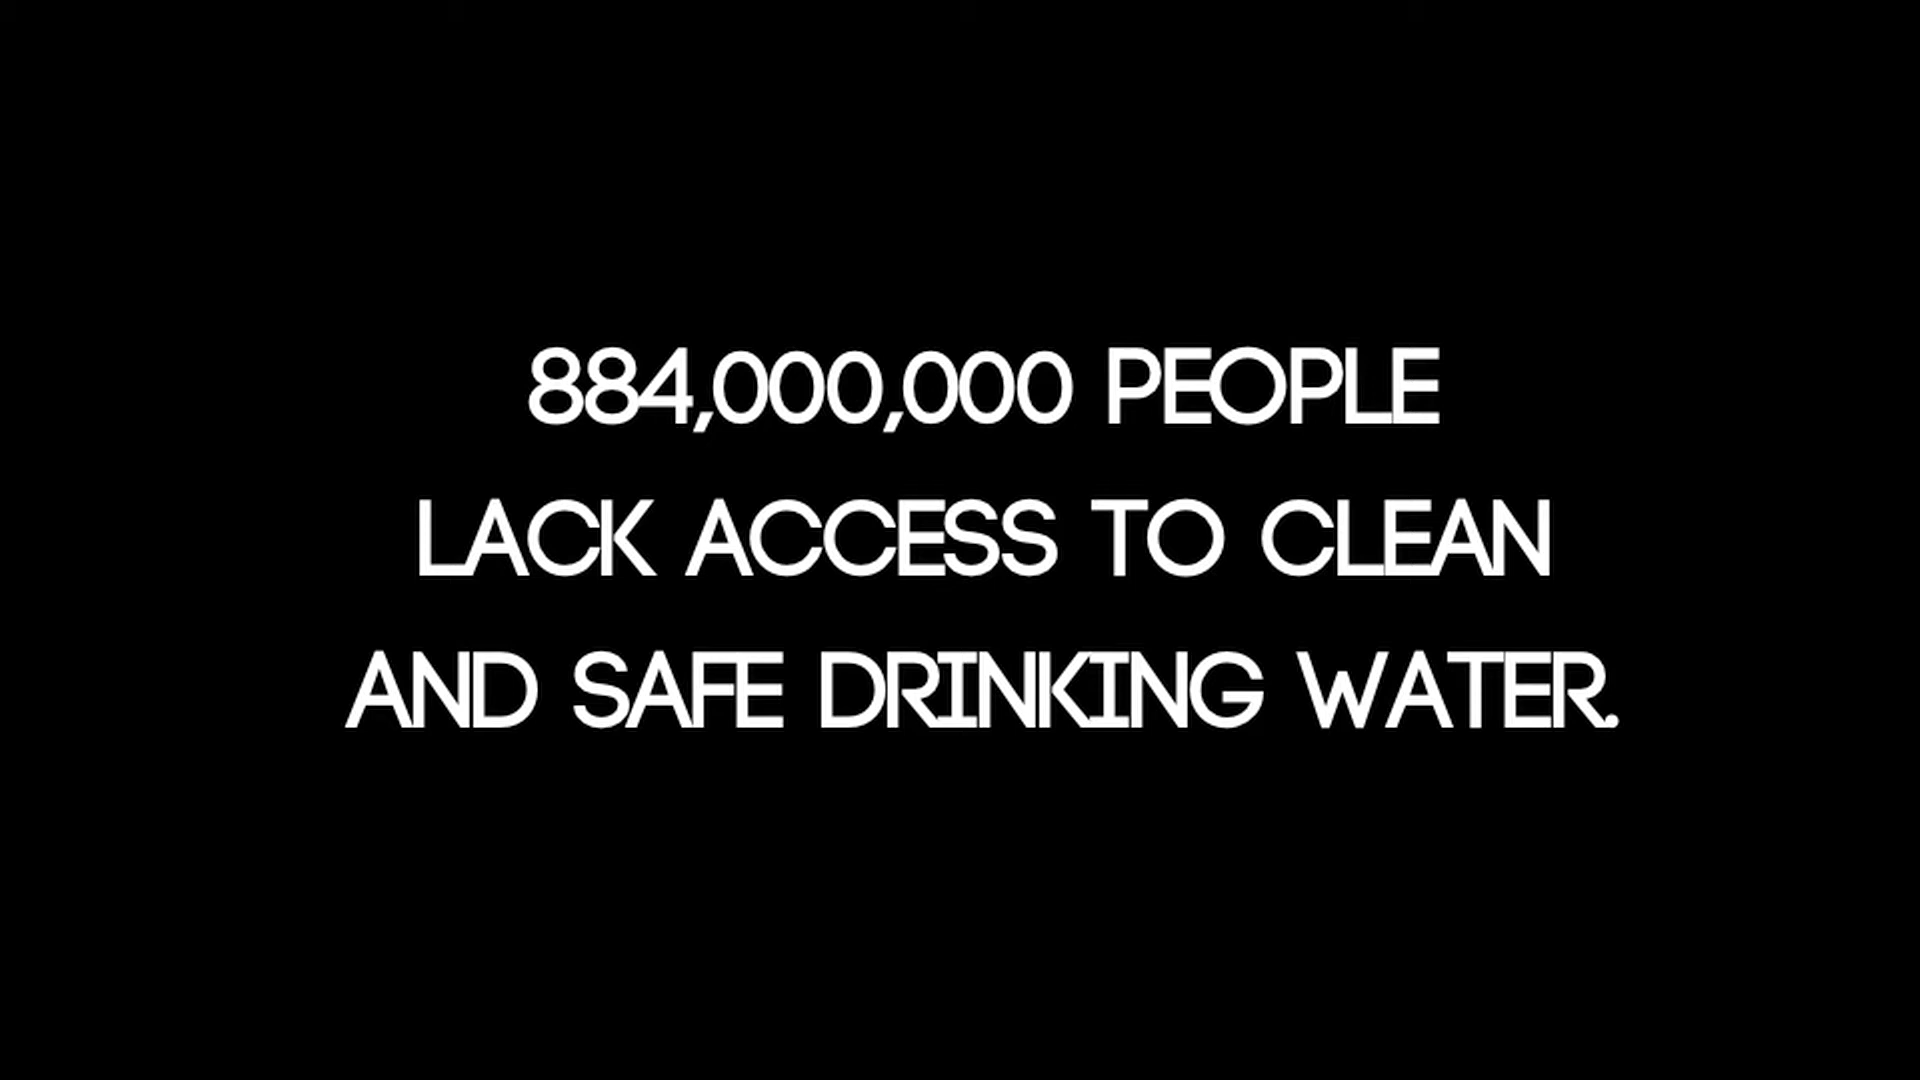 884,000,000 PEOPLE
LACK ACCESS TO CLEAN
AND SAFE DRINKING WATER.